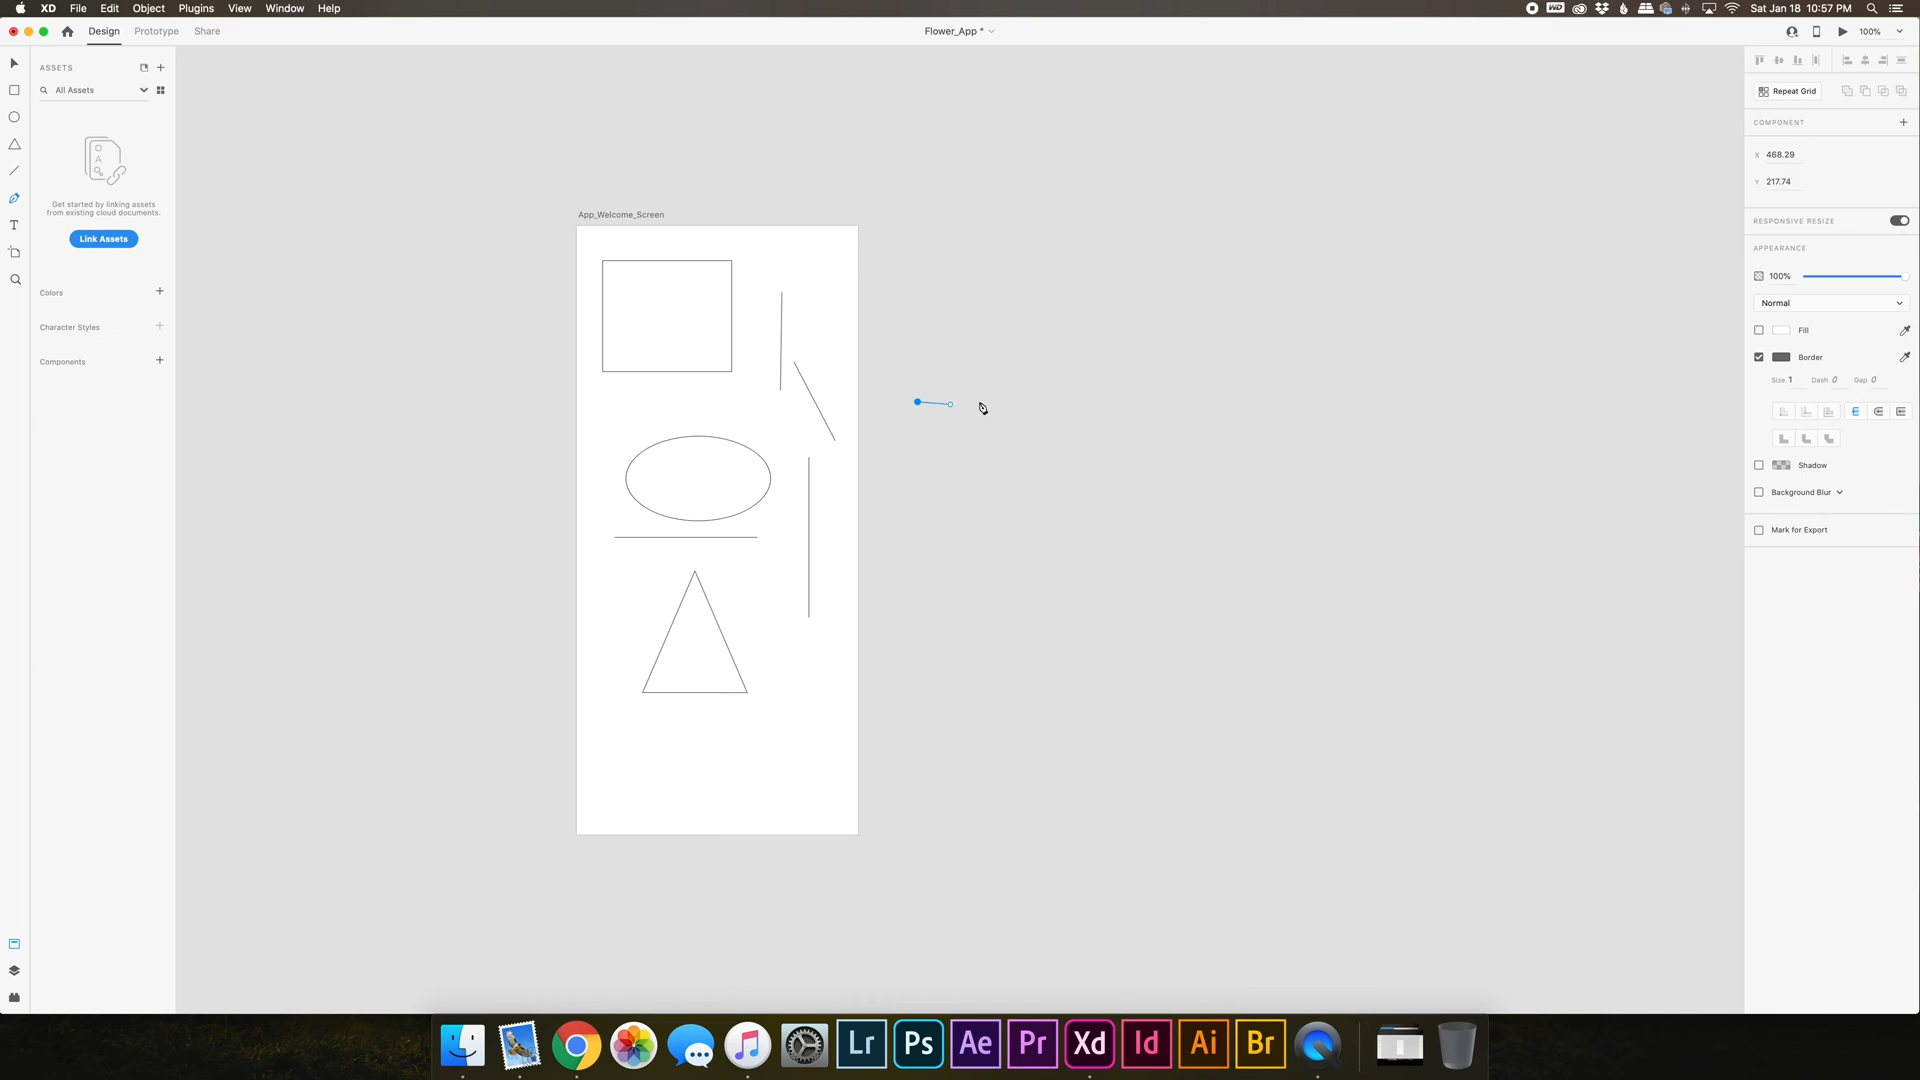 XD File Edit Object Plugins View Window Help
Sat Jan 18 10:57 PM
Design Prototype Share
Flower_App *
100%
ASSETS
All Assets
Get started by linking assets
from existing cloud documents.
Link Assets
Colors
Character Styles
Components
App_Welcome_Screen
Repeat Grid
COMPONENT
X 468.29
Y 217.74
RESPONSIVE RESIZE
APPEARANCE
100%
Normal
Fill
Border
Size 1 Dash 0 Gap 0
Shadow
Background Blur
Mark for Export
Lr Ps Ae Pr Xd Id Ai Br